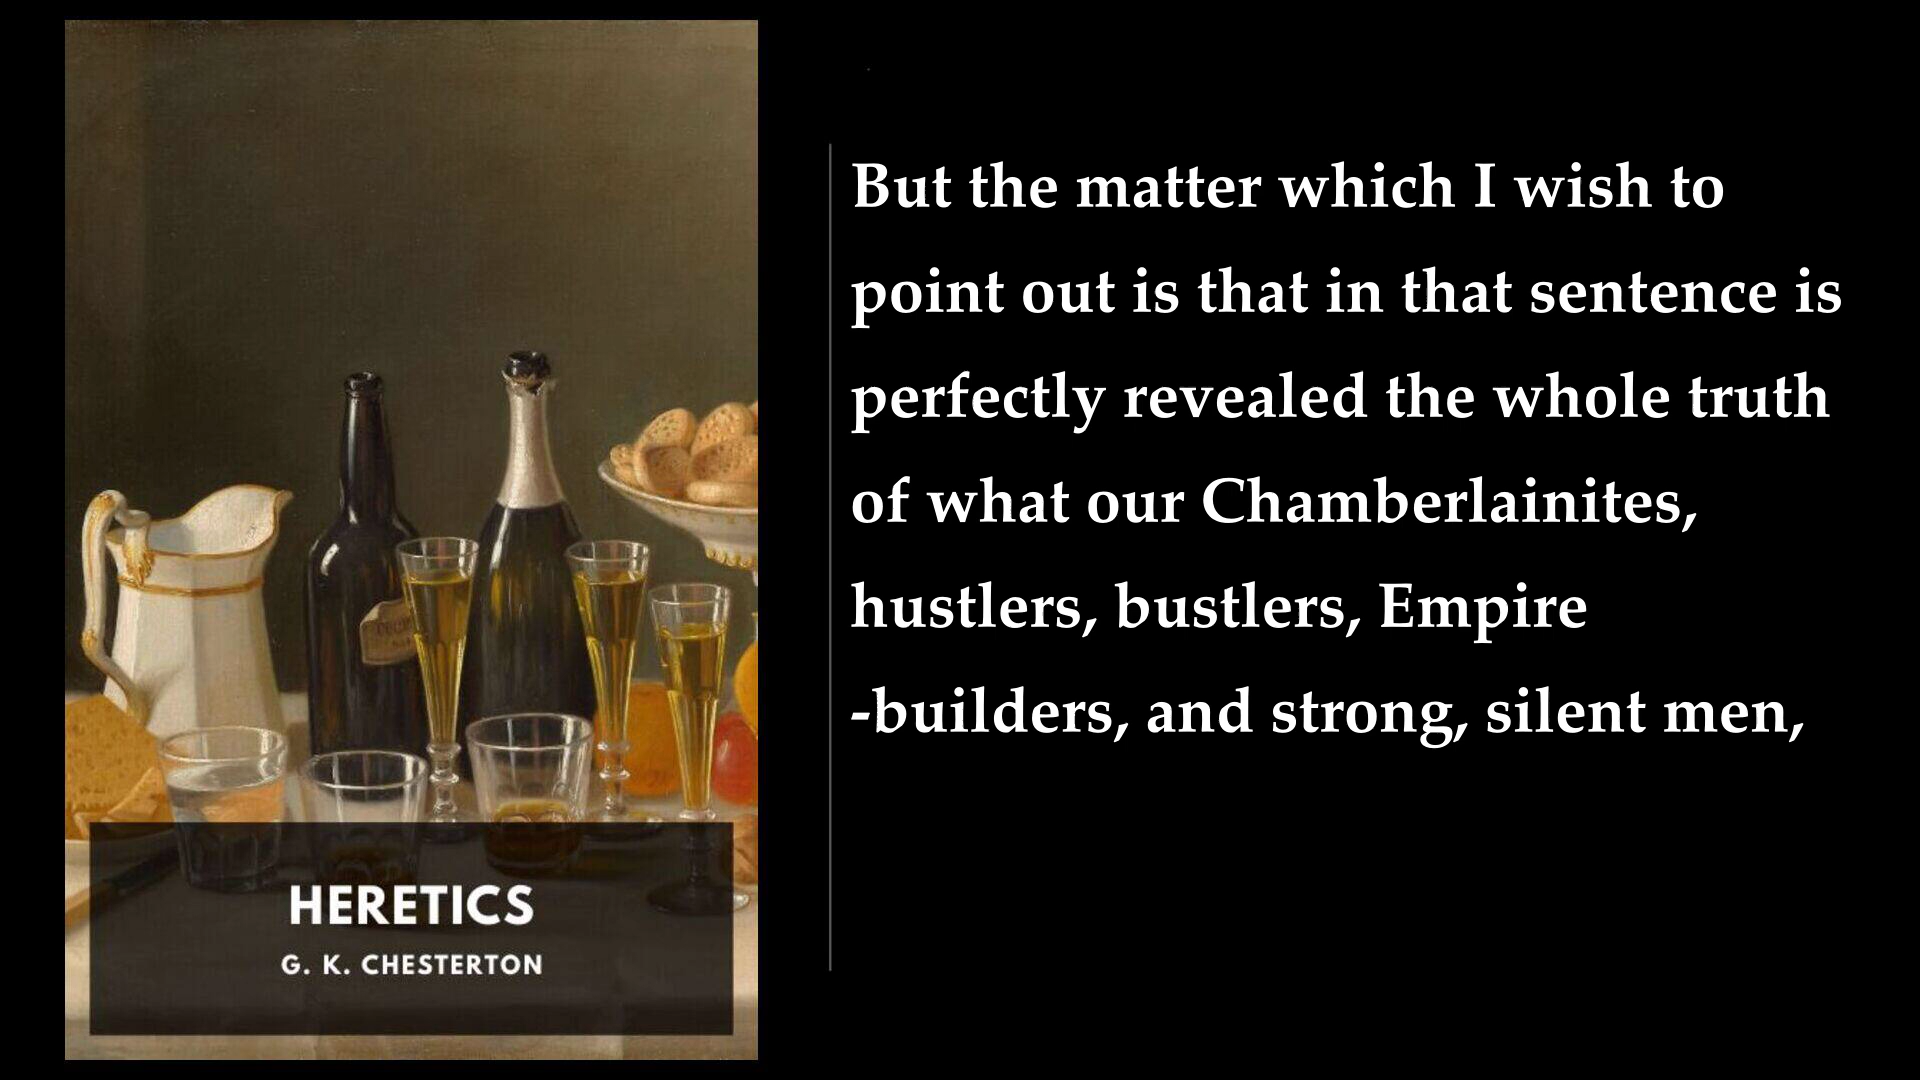 But the matter which I wish to
point out is that in that sentence is
perfectly revealed the whole truth
of what our Chamberlainites,
hustlers, bustlers, Empire
-builders, and strong, silent men,
HERETICS
G. K. CHESTERTON